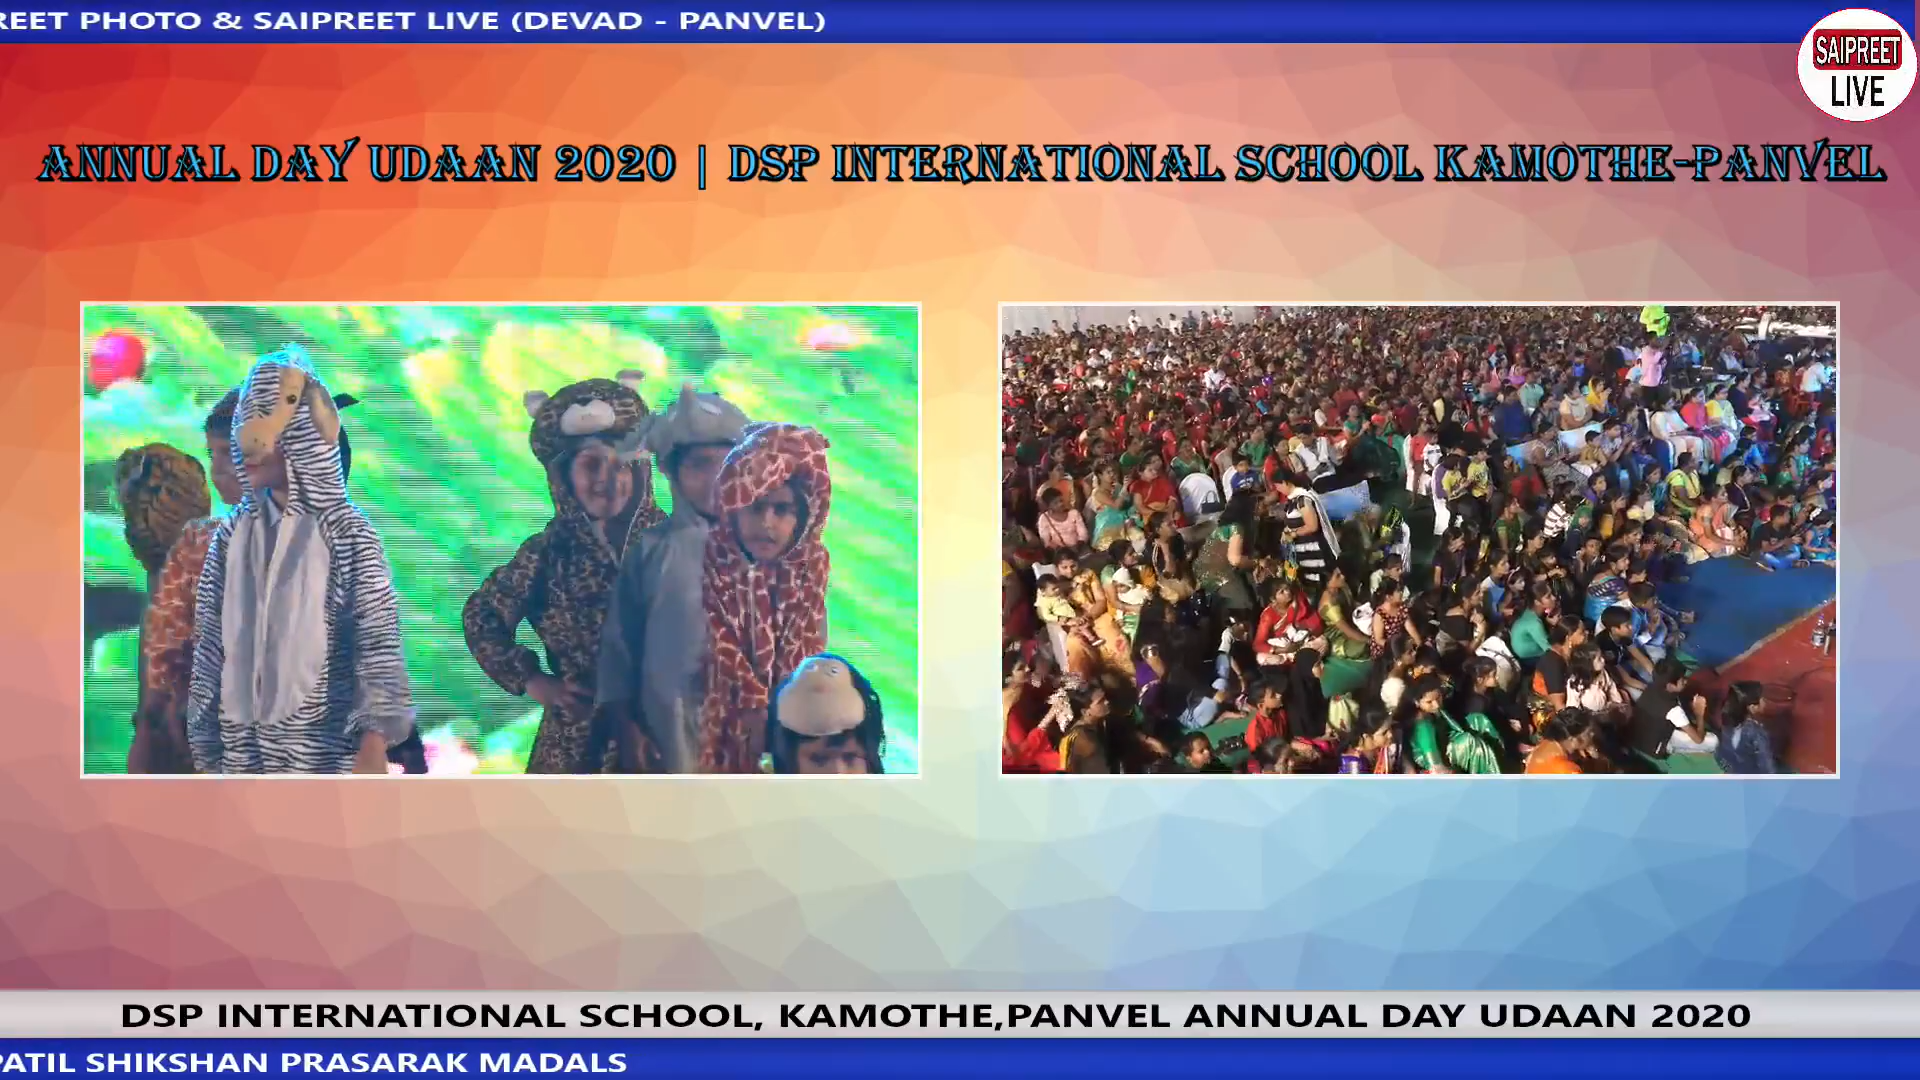 REET PHOTO & SAIPREET LIVE (DEVAD - PANVEL)
SAIPREET
LIVE
ANNUAL DAY UDAAN 2020 | DSP INTERNATIONAL SCHOOL KAMOTHE-PANVEL
DSP INTERNATIONAL SCHOOL, KAMOTHE,PANVEL ANNUAL DAY UDAAN 2020
PATIL SHIKSHAN PRASARAK MADALS